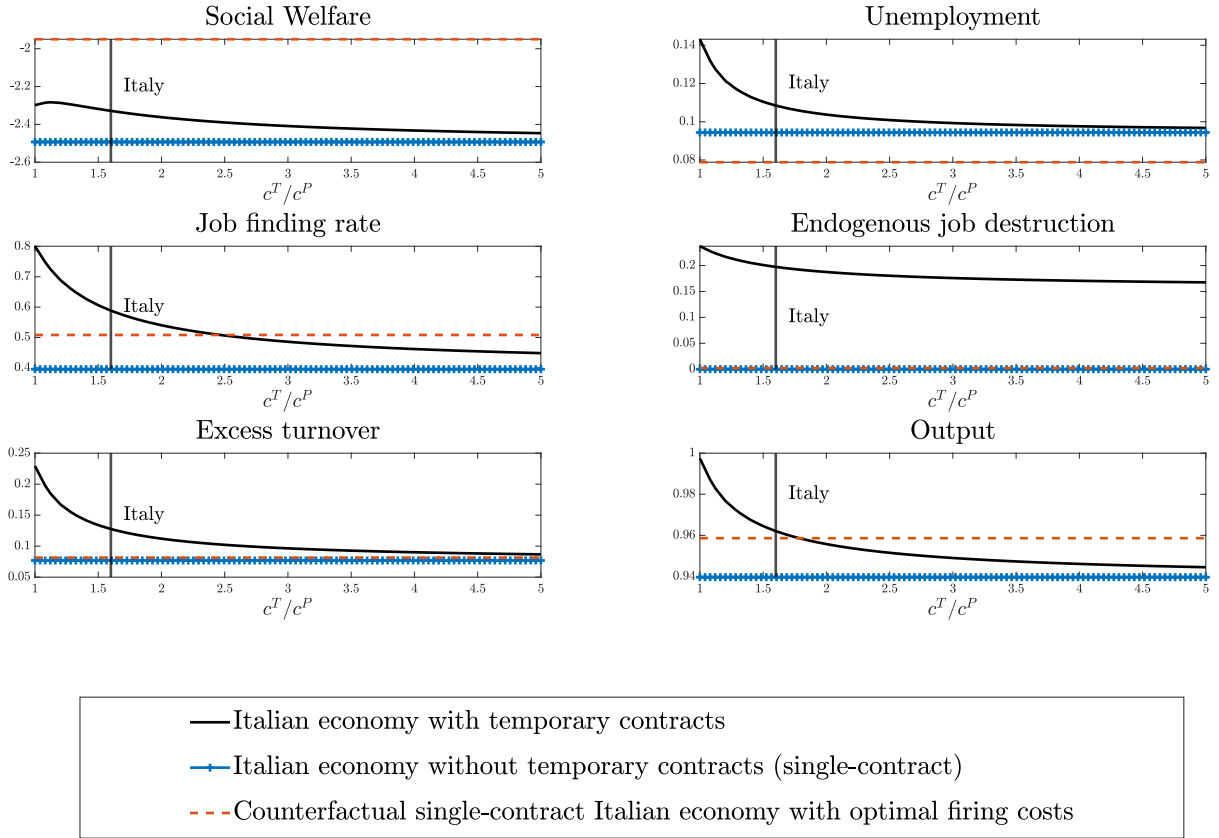 Social Welfare
-2
-2.2
-2.4
-2.6
Italy
1 1.5 2 2.5 3 3.5 4 4.5 5
c^T/c^P
Unemployment
0.14
0.12
0.1
0.08
Italy
1 1.5 2 2.5 3 3.5 4 4.5 5
c^T/c^P
Job finding rate
0.8
0.7
0.6
0.5
0.4
Italy
1 1.5 2 2.5 3 3.5 4 4.5 5
c^T/c^P
Endogenous job destruction
0.2
0.15
0.1
0.05
0
Italy
1 1.5 2 2.5 3 3.5 4 4.5 5
c^T/c^P
Excess turnover
0.25
0.2
0.15
0.1
0.05
Italy
1 1.5 2 2.5 3 3.5 4 4.5 5
c^T/c^P
Output
1
0.98
0.96
0.94
Italy
1 1.5 2 2.5 3 3.5 4 4.5 5
c^T/c^P
Italian economy with temporary contracts
Italian economy without temporary contracts (single-contract)
Counterfactual single-contract Italian economy with optimal firing costs